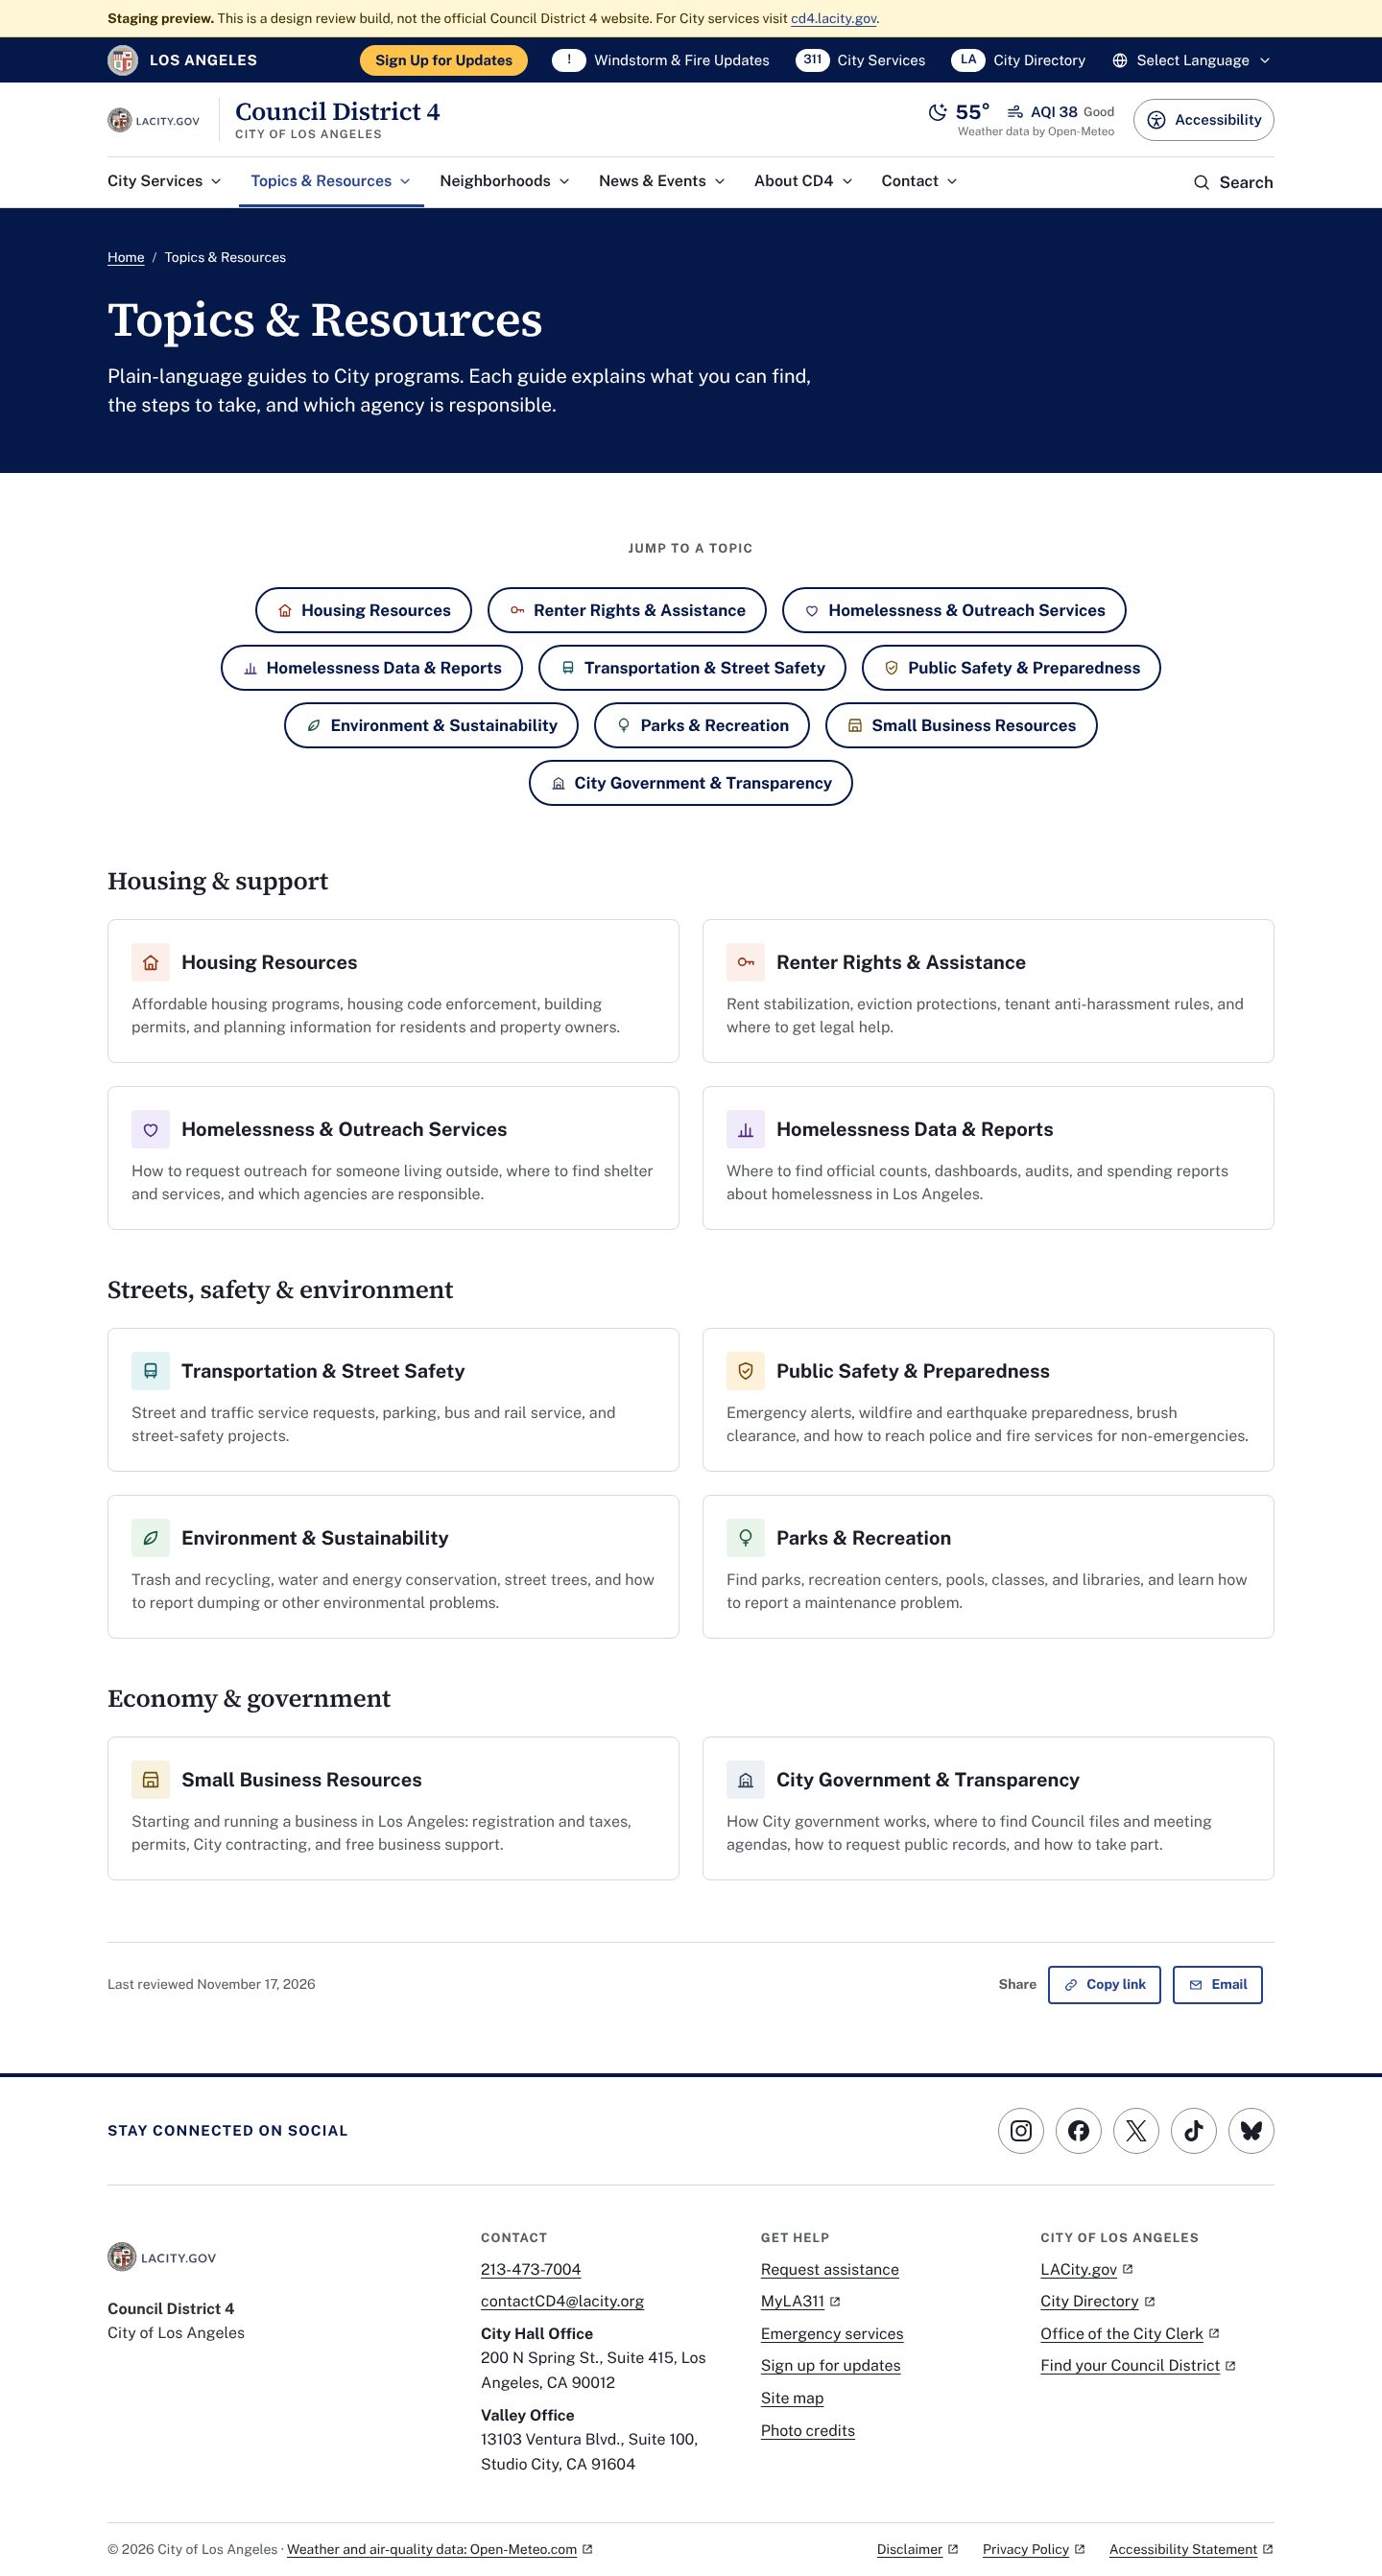 Staging preview. This is a design review build, not the official Council District 4 website. For City services visit cd4.lacity.gov.
LOS ANGELES
Sign Up for Updates
! Windstorm & Fire Updates
311 City Services
LA City Directory
Select Language
LACITY.GOV
Council District 4
CITY OF LOS ANGELES
55° AQI 38 Good
Weather data by Open-Meteo
Accessibility
City Services
Topics & Resources
Neighborhoods
News & Events
About CD4
Contact
Search
Home / Topics & Resources
Topics & Resources
Plain-language guides to City programs. Each guide explains what you can find,
the steps to take, and which agency is responsible.
JUMP TO A TOPIC
Housing Resources
Renter Rights & Assistance
Homelessness & Outreach Services
Homelessness Data & Reports
Transportation & Street Safety
Public Safety & Preparedness
Environment & Sustainability
Parks & Recreation
Small Business Resources
City Government & Transparency
Housing & support
Housing Resources
Affordable housing programs, housing code enforcement, building
permits, and planning information for residents and property owners.
Renter Rights & Assistance
Rent stabilization, eviction protections, tenant anti-harassment rules, and
where to get legal help.
Homelessness & Outreach Services
How to request outreach for someone living outside, where to find shelter
and services, and which agencies are responsible.
Homelessness Data & Reports
Where to find official counts, dashboards, audits, and spending reports
about homelessness in Los Angeles.
Streets, safety & environment
Transportation & Street Safety
Street and traffic service requests, parking, bus and rail service, and
street-safety projects.
Public Safety & Preparedness
Emergency alerts, wildfire and earthquake preparedness, brush
clearance, and how to reach police and fire services for non-emergencies.
Environment & Sustainability
Trash and recycling, water and energy conservation, street trees, and how
to report dumping or other environmental problems.
Parks & Recreation
Find parks, recreation centers, pools, classes, and libraries, and learn how
to report a maintenance problem.
Economy & government
Small Business Resources
Starting and running a business in Los Angeles: registration and taxes,
permits, City contracting, and free business support.
City Government & Transparency
How City government works, where to find Council files and meeting
agendas, how to request public records, and how to take part.
Last reviewed November 17, 2026
Share
Copy link
Email
STAY CONNECTED ON SOCIAL
LACITY.GOV
Council District 4
City of Los Angeles
CONTACT
213-473-7004
contactCD4@lacity.org
City Hall Office
200 N Spring St., Suite 415, Los
Angeles, CA 90012
Valley Office
13103 Ventura Blvd., Suite 100,
Studio City, CA 91604
GET HELP
Request assistance
MyLA311
Emergency services
Sign up for updates
Site map
Photo credits
CITY OF LOS ANGELES
LACity.gov
City Directory
Office of the City Clerk
Find your Council District
© 2026 City of Los Angeles · Weather and air-quality data: Open-Meteo.com
Disclaimer
Privacy Policy
Accessibility Statement